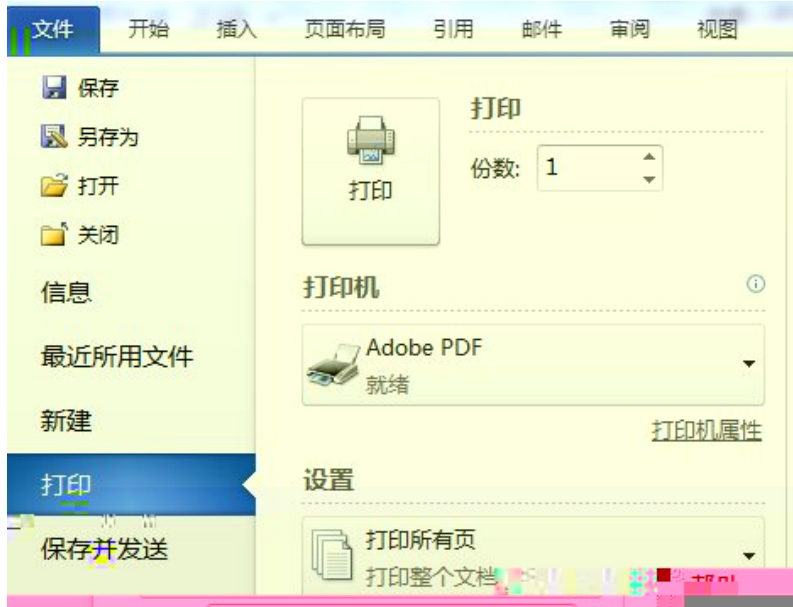 文件 开始 插入 页面布局 引用 邮件 审阅 视图
保存
另存为
打开
关闭
信息
最近所用文件
新建
打印
保存并发送
打印
打印
份数: 1
打印机
Adobe PDF
就绪
打印机属性
设置
打印所有页
打印整个文档